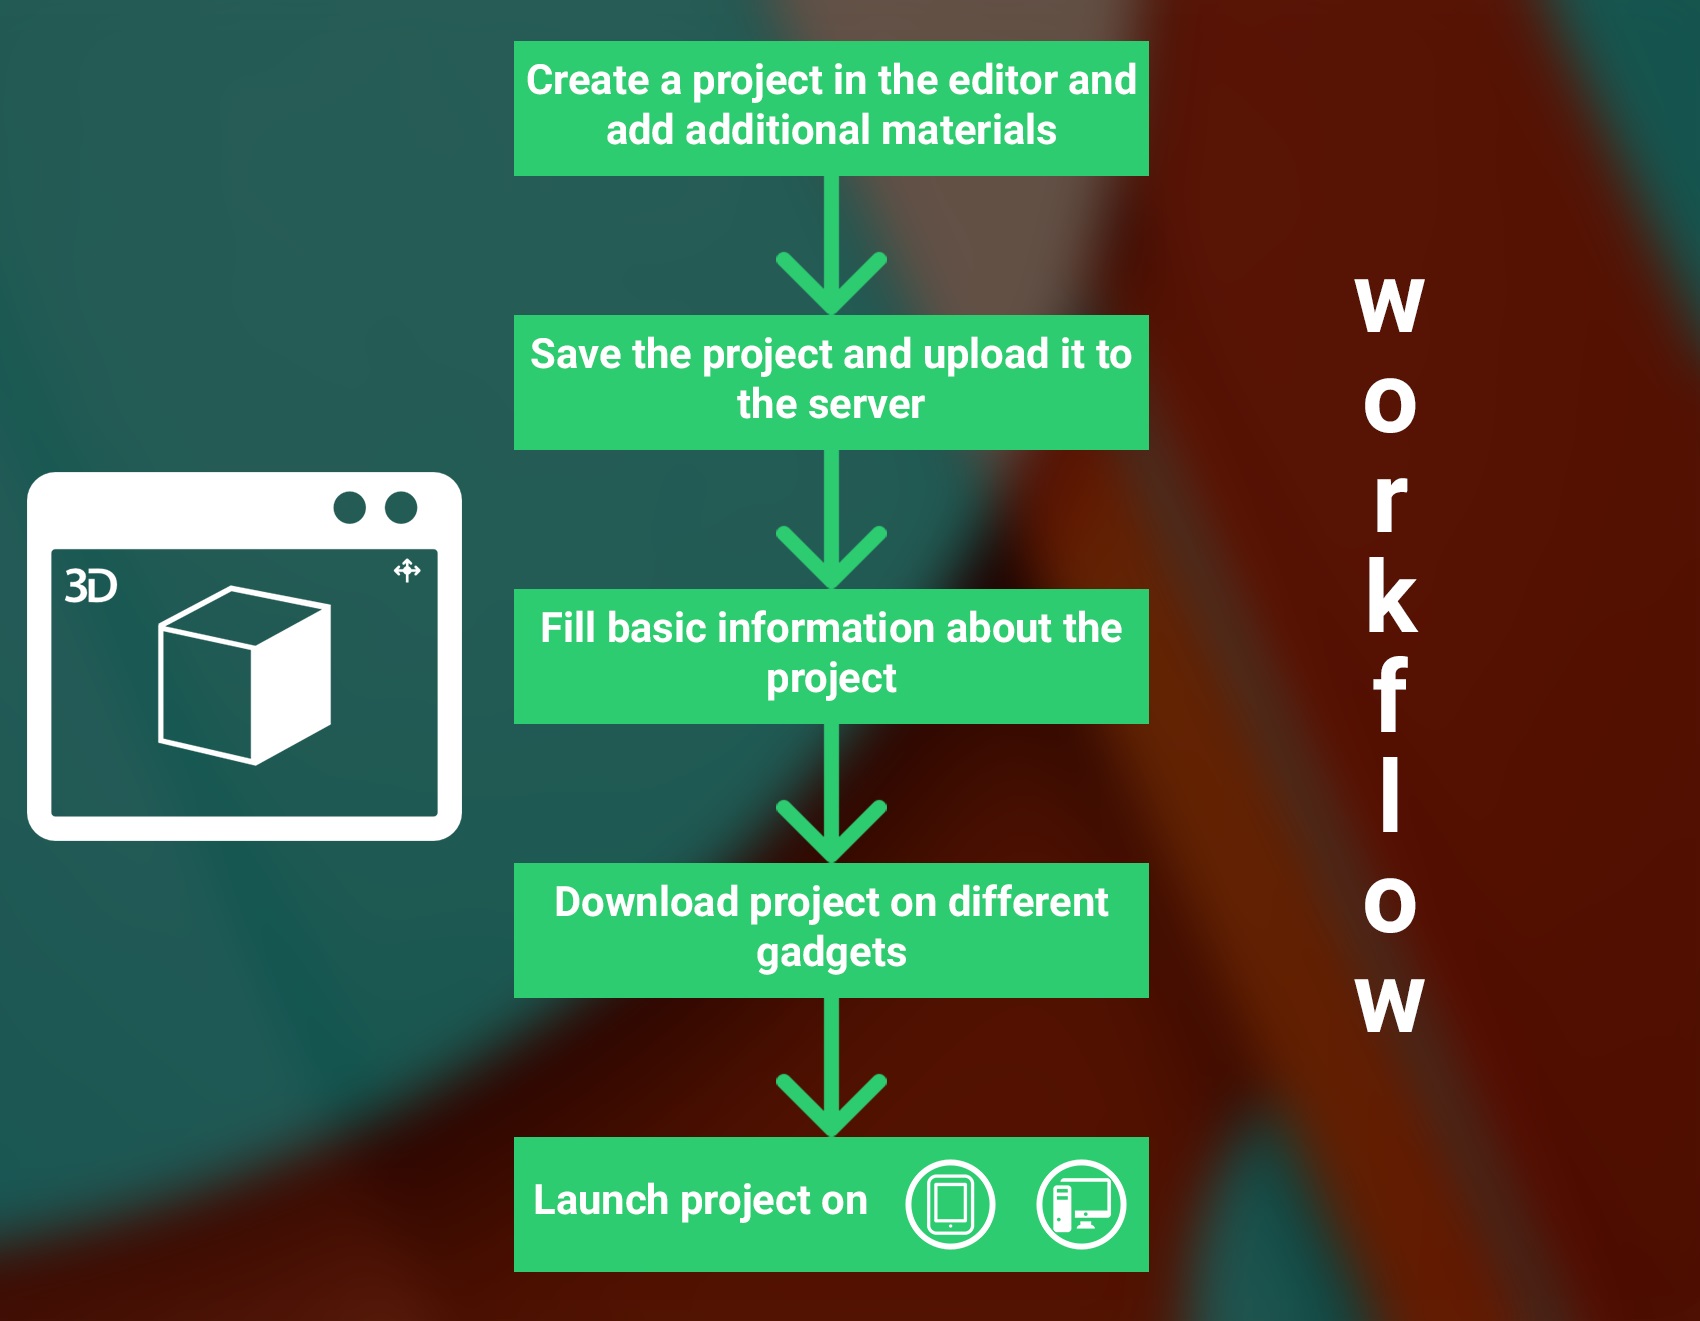 Create a project in the editor and
add additional materials
Save the project and upload it to
the server
3D
Fill basic information about the
project
Download project on different
gadgets
Launch project on
w
o
r
k
f
l
o
w